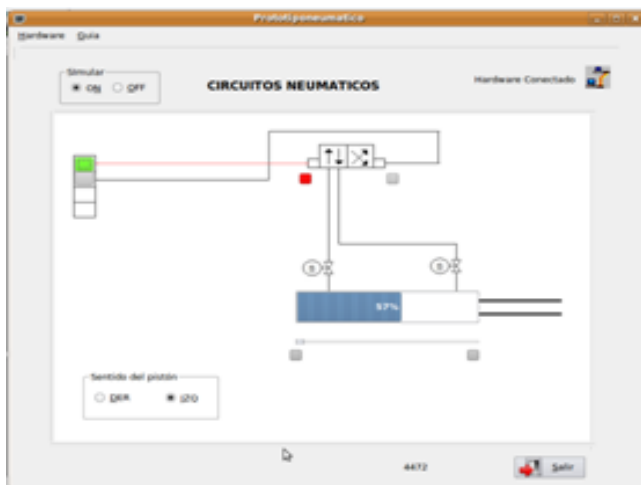 Prototiponeumatico
Hardware Guia
Simular
ON OFF
CIRCUITOS NEUMATICOS
Hardware Conectado
S
S
57%
Sentido del pistón
DER IZQ
4472
Salir